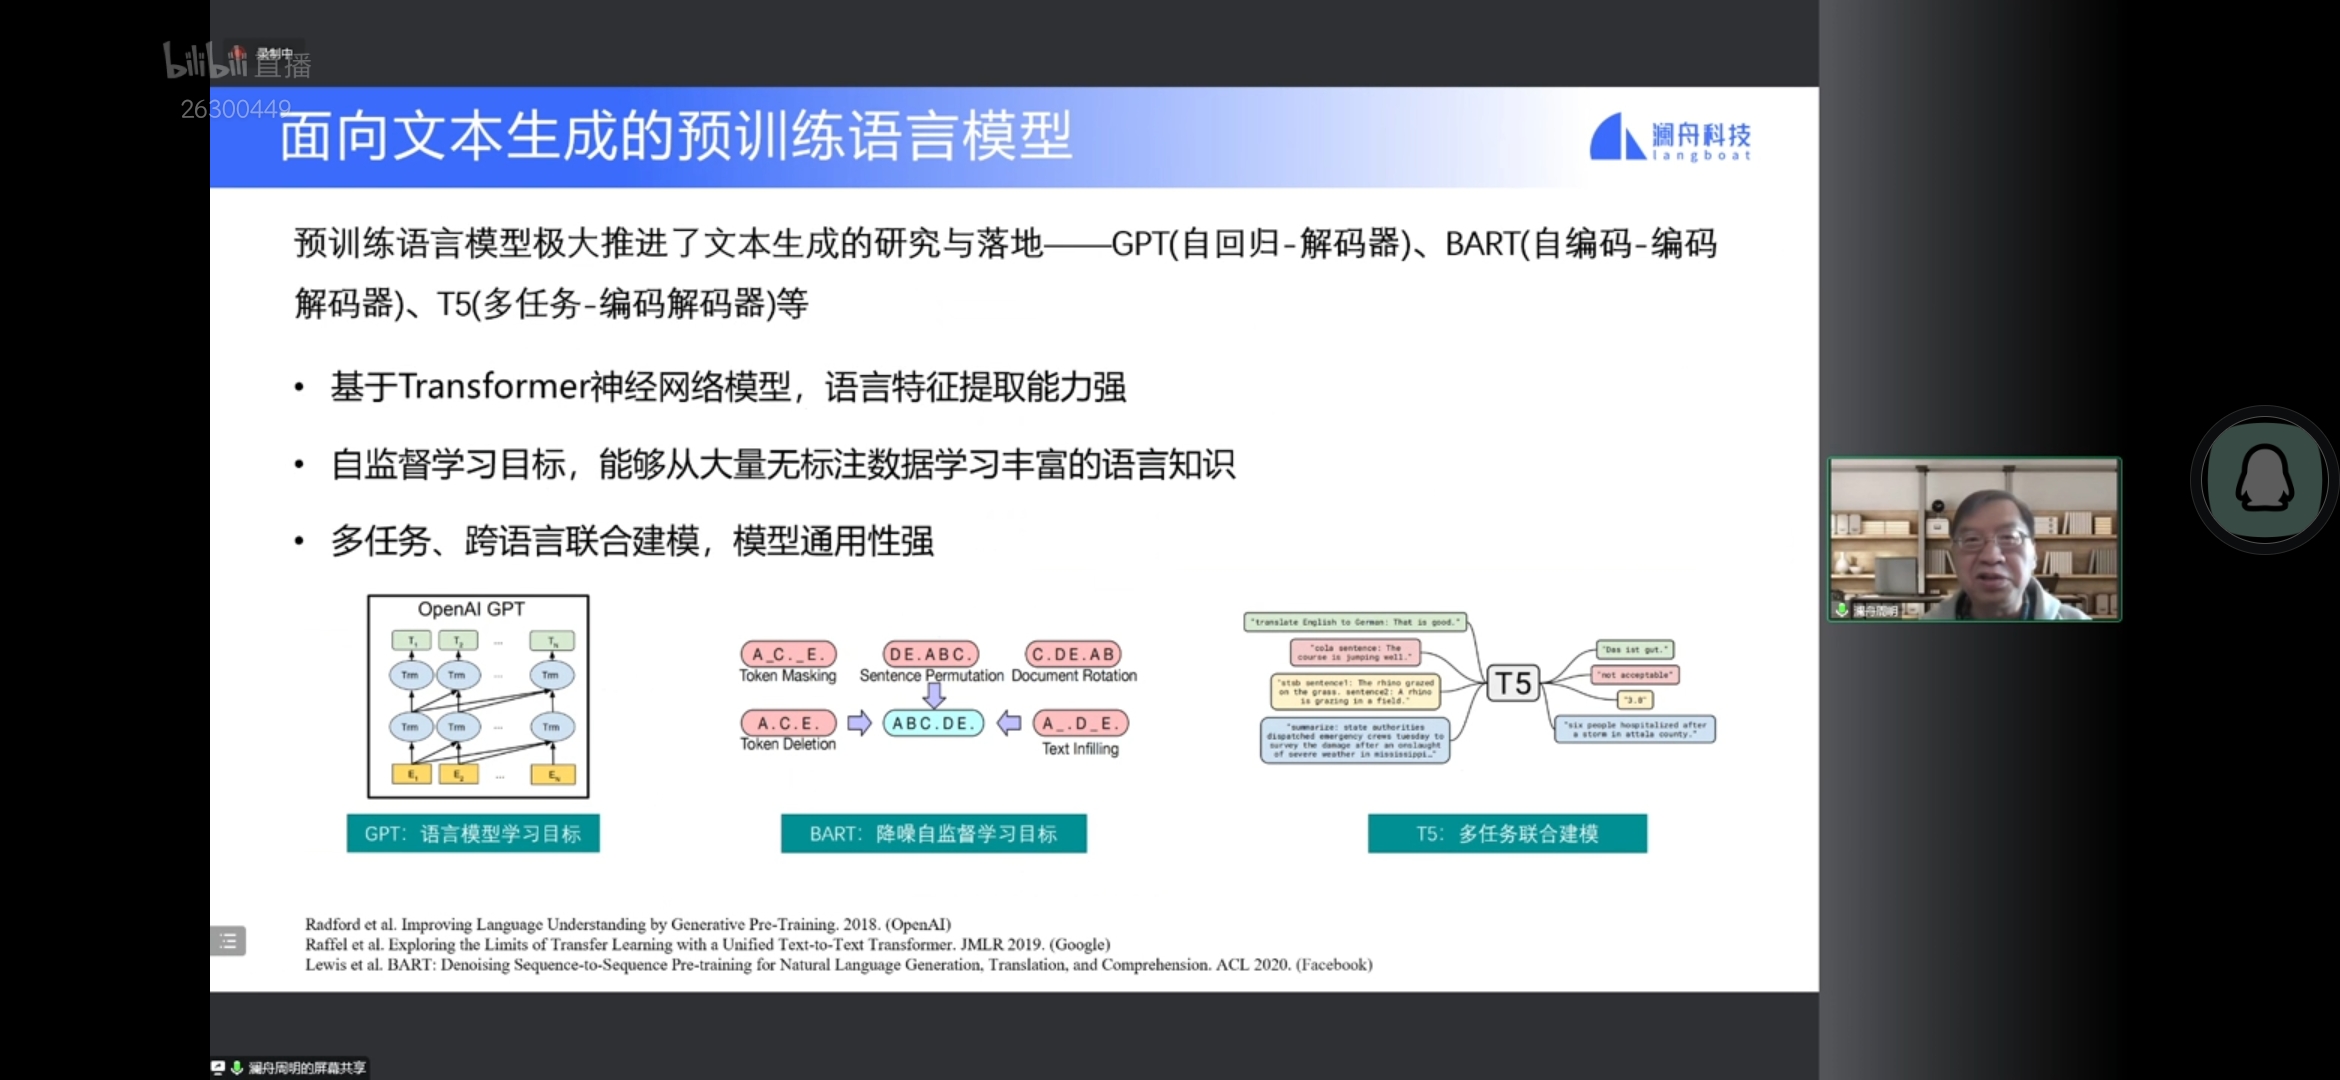 录制中
bilibili 直播
26300449
面向文本生成的预训练语言模型
澜舟科技
langboat
预训练语言模型极大推进了文本生成的研究与落地——GPT(自回归-解码器)、BART(自编码-编码
解码器)、T5(多任务-编码解码器)等
• 基于Transformer神经网络模型，语言特征提取能力强
• 自监督学习目标，能够从大量无标注数据学习丰富的语言知识
• 多任务、跨语言联合建模，模型通用性强
OpenAI GPT
T1 T2 ... TN
Trm Trm ... Trm
Trm Trm ... Trm
E1 E2 ... EN
GPT：语言模型学习目标
A_C._E. DE.ABC. C.DE.AB
Token Masking Sentence Permutation Document Rotation
A.C.E. ABC.DE. A_.D_E.
Token Deletion Text Infilling
BART：降噪自监督学习目标
"translate English to German: That is good."
"cola sentence: The
course is jumping well."
"stsb sentence1: The rhino grazed
on the grass. sentence2: A rhino
is grazing in a field."
"summarize: state authorities
dispatched emergency crews tuesday to
survey the damage after an onslaught
of severe weather in mississippi…"
T5
"Das ist gut."
"not acceptable"
"3.8"
"six people hospitalized after
a storm in attala county."
T5：多任务联合建模
Radford et al. Improving Language Understanding by Generative Pre-Training. 2018. (OpenAI)
Raffel et al. Exploring the Limits of Transfer Learning with a Unified Text-to-Text Transformer. JMLR 2019. (Google)
Lewis et al. BART: Denoising Sequence-to-Sequence Pre-training for Natural Language Generation, Translation, and Comprehension. ACL 2020. (Facebook)
澜舟周明
澜舟周明的屏幕共享